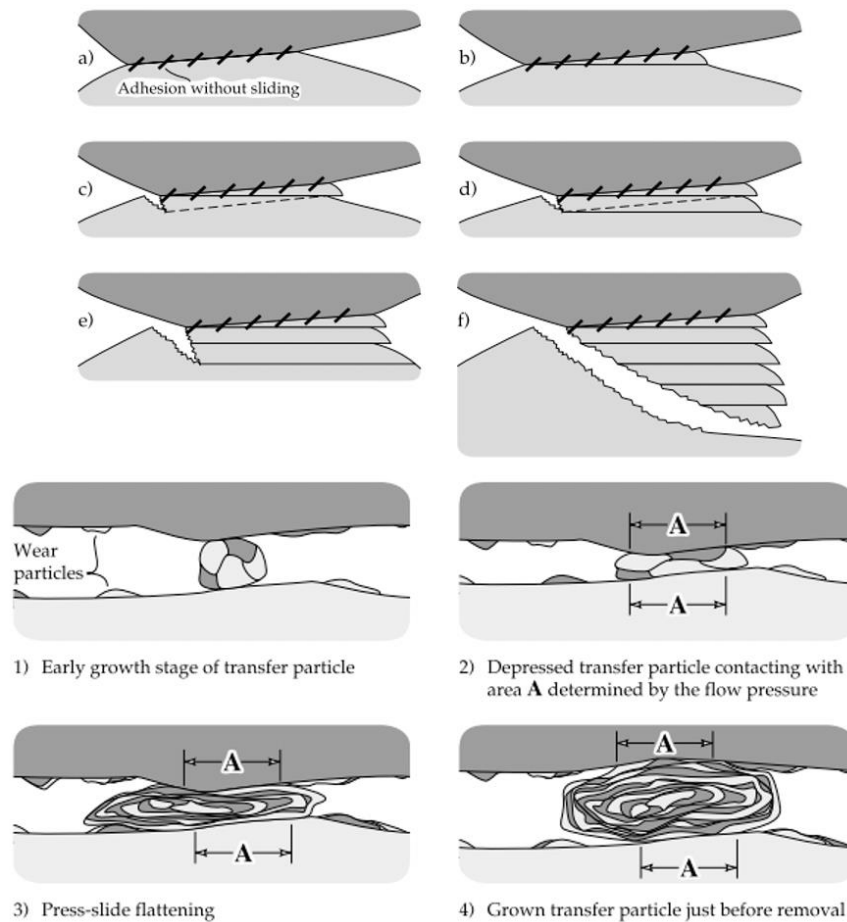 a)
Adhesion without sliding
b)
c)
d)
e)
f)
Wear
particles
1) Early growth stage of transfer particle
A
A
2) Depressed transfer particle contacting with
area A determined by the flow pressure
A
A
3) Press-slide flattening
A
A
4) Grown transfer particle just before removal